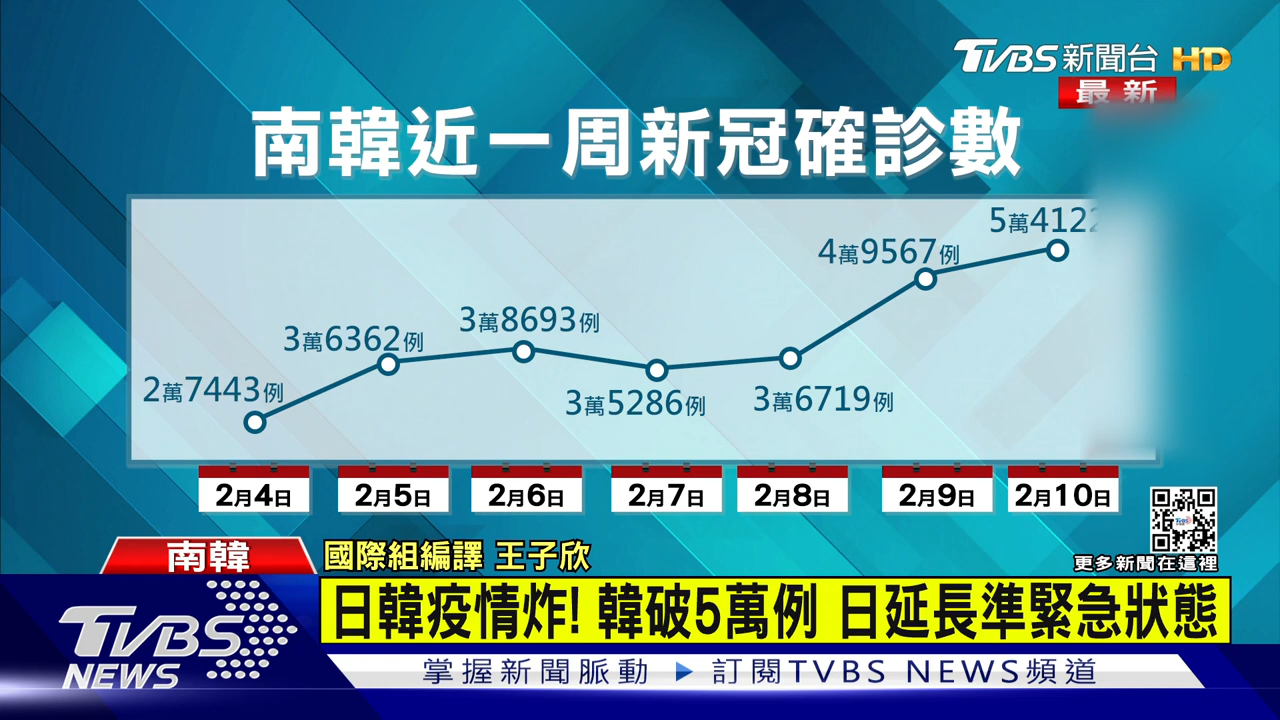 TVBS新聞台 HD
最新
南韓近一周新冠確診數
2萬7443例
3萬6362例
3萬8693例
3萬5286例
3萬6719例
4萬9567例
5萬4122
2月4日
2月5日
2月6日
2月7日
2月8日
2月9日
2月10日
更多新聞在這裡
南韓
國際組編譯 王子欣
日韓疫情炸! 韓破5萬例 日延長準緊急狀態
TVBS NEWS
掌握新聞脈動 ▶ 訂閱TVBS NEWS頻道